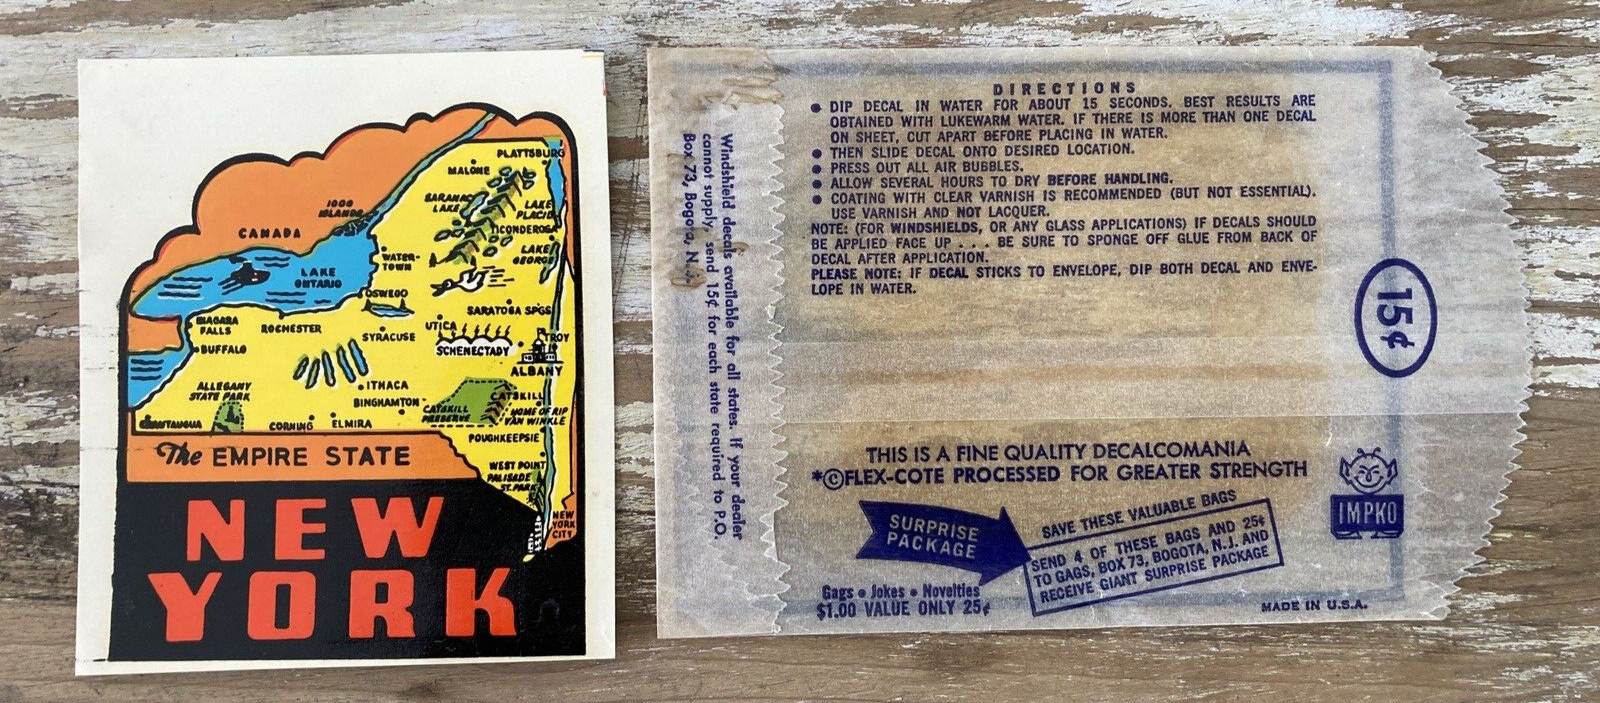 PLATTSBURG
MALONE
SARANAC
LAKE
LAKE
PLACID
1000
ISLANDS
TICONDEROGA
CANADA
WATER-
TOWN
LAKE
GEORGE
LAKE
ONTARIO
OSWEGO
SARATOGA SPGS
NIAGARA
FALLS
ROCHESTER
SYRACUSE
UTICA
TROY
BUFFALO
SCHENECTADY
ALBANY
ALLEGANY
STATE PARK
ITHACA
BINGHAMTON
CATSKILL
PRESERVE
CATSKILL
HOME OF RIP
VAN WINKLE
CHAUTAUQUA
CORNING
ELMIRA
POUGHKEEPSIE
The EMPIRE STATE
WEST POINT
PALISADE
ST. PARK
NEW
YORK
CITY
NEW
YORK
Windshield decals available for all states. If your dealer
cannot supply, send 15¢ for each state required to P.O.
Box 73, Bogota, N.J.
DIRECTIONS
● DIP DECAL IN WATER FOR ABOUT 15 SECONDS. BEST RESULTS ARE
OBTAINED WITH LUKEWARM WATER. IF THERE IS MORE THAN ONE DECAL
ON SHEET, CUT APART BEFORE PLACING IN WATER.
● THEN SLIDE DECAL ONTO DESIRED LOCATION.
● PRESS OUT ALL AIR BUBBLES.
● ALLOW SEVERAL HOURS TO DRY BEFORE HANDLING.
● COATING WITH CLEAR VARNISH IS RECOMMENDED (BUT NOT ESSENTIAL).
USE VARNISH AND NOT LACQUER.
NOTE: (FOR WINDSHIELDS, OR ANY GLASS APPLICATIONS) IF DECALS SHOULD
BE APPLIED FACE UP . . . BE SURE TO SPONGE OFF GLUE FROM BACK OF
DECAL AFTER APPLICATION.
PLEASE NOTE: IF DECAL STICKS TO ENVELOPE, DIP BOTH DECAL AND ENVE-
LOPE IN WATER.
15¢
THIS IS A FINE QUALITY DECALCOMANIA
*©FLEX-COTE PROCESSED FOR GREATER STRENGTH
SURPRISE
PACKAGE
SAVE THESE VALUABLE BAGS
SEND 4 OF THESE BAGS AND 25¢
TO GAGS, BOX 73, BOGOTA, N.J. AND
RECEIVE GIANT SURPRISE PACKAGE
Gags • Jokes • Novelties
$1.00 VALUE ONLY 25¢
IMPKO
MADE IN U.S.A.